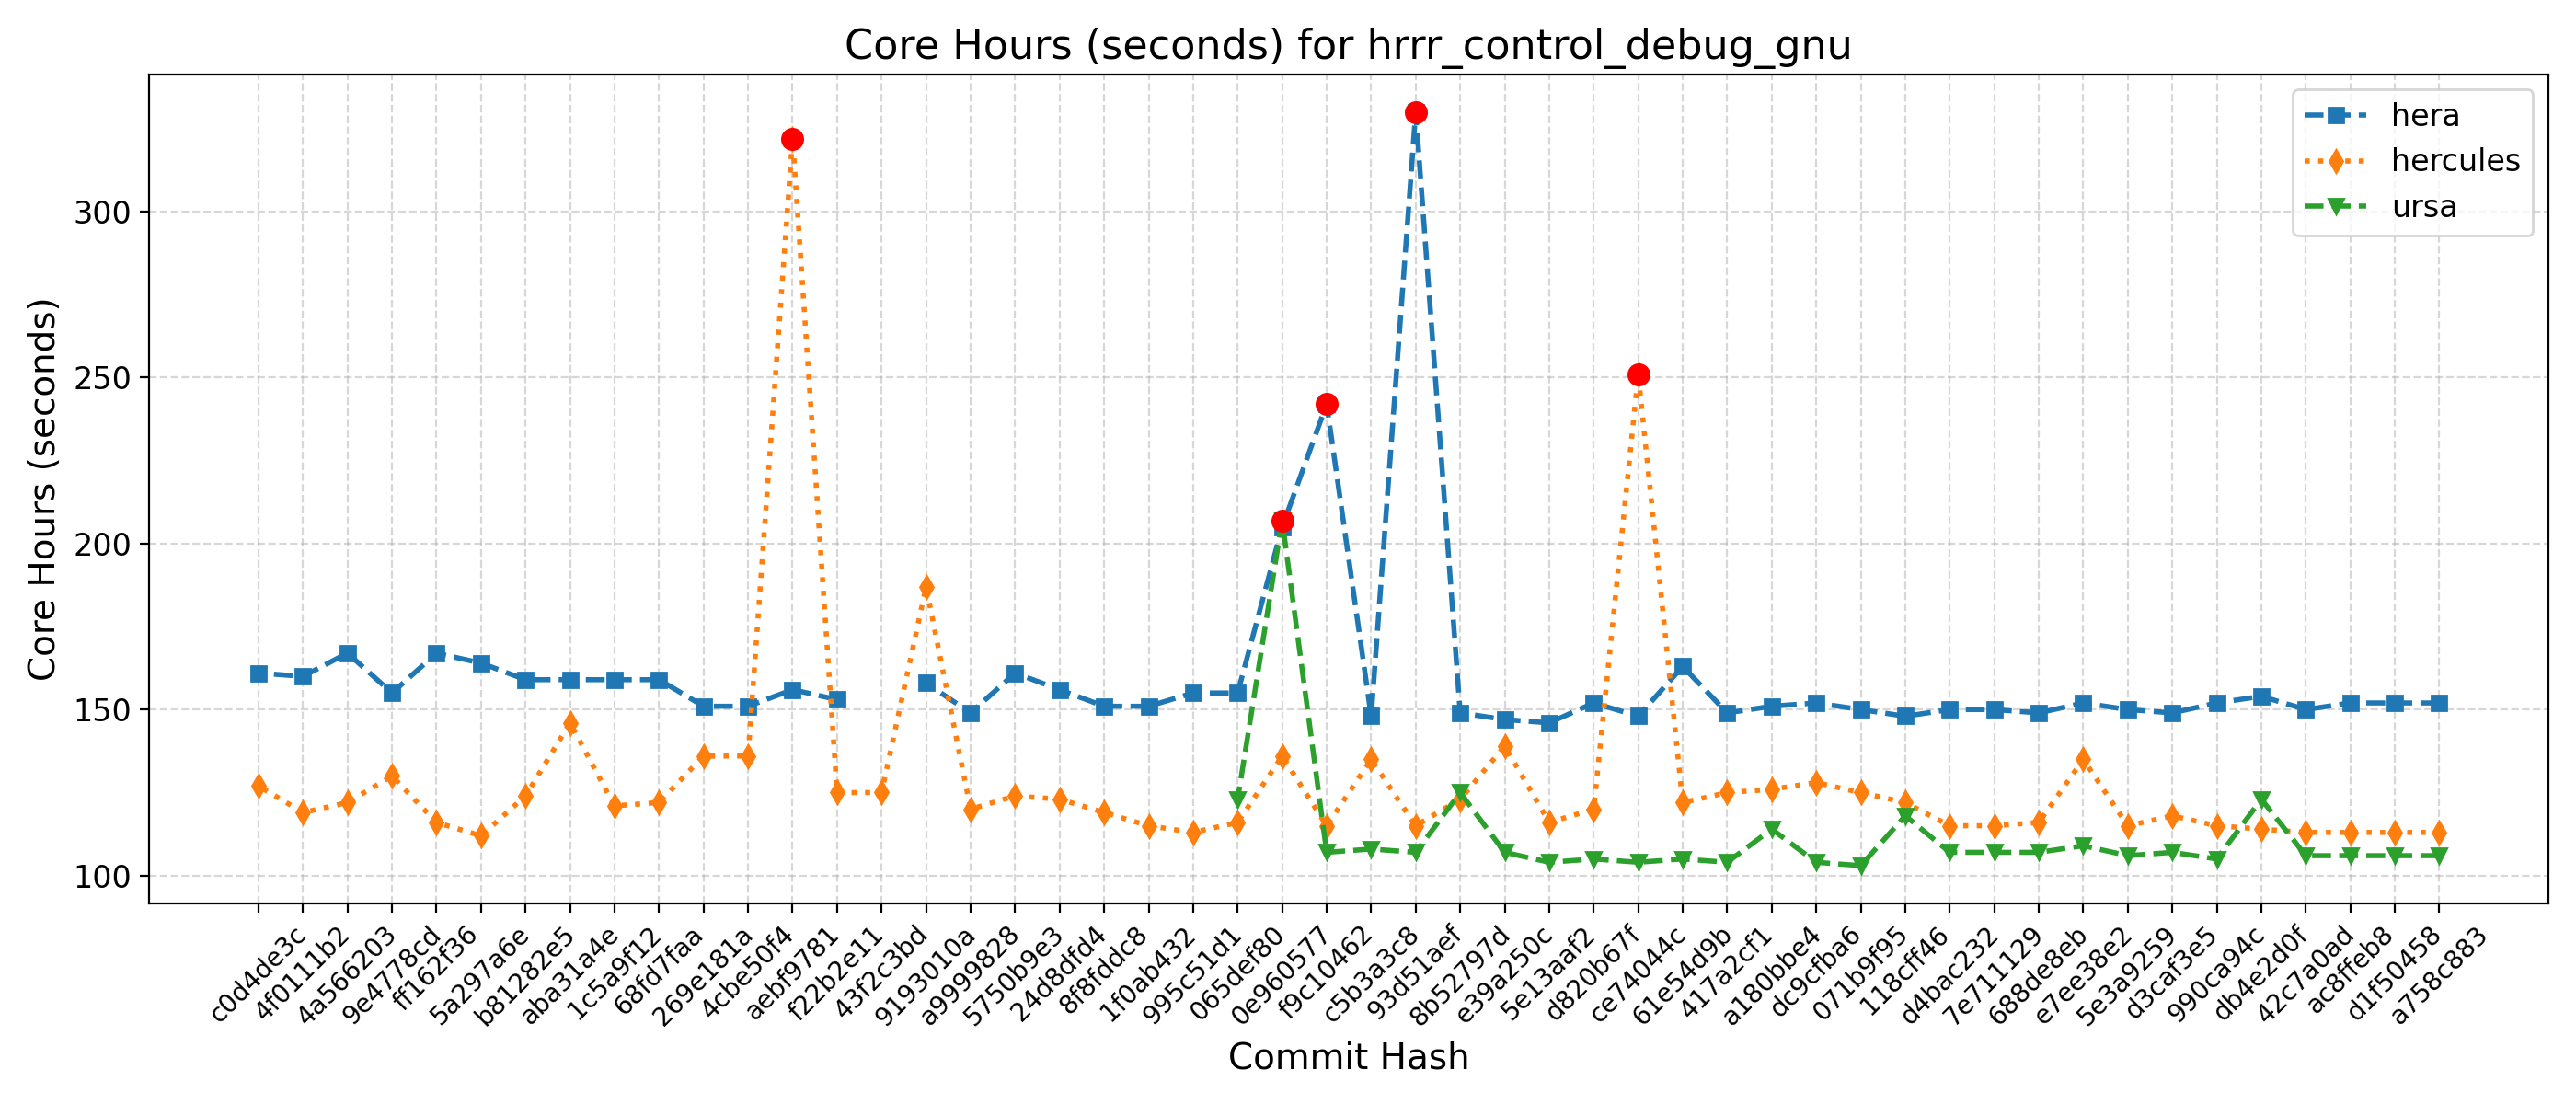 Core Hours (seconds) for hrrr_control_debug_gnu
hera
hercules
ursa
Core Hours (seconds)
300
250
200
150
100
c0d4de3c
4f0111b2
4a566203
9e4778cd
ff162f36
5a297a6e
b81282e5
aba31a4e
1c5a9f12
68fd7faa
269e181a
4cbe50f4
aebf9781
f22b2e11
43f2c3bd
9193010a
a9999828
5750b9e3
24d8dfd4
8f8fddc8
1f0ab432
995c51d1
065def80
0e960577
f9c10462
c5b3a3c8
93d51aef
8b52797d
e39a250c
5e13aaf2
d820b67f
ce74044c
61e54d9b
417a2cf1
a180bbe4
dc9cfba6
071b9f95
118cff46
d4bac232
7e711129
688de8eb
e7ee38e2
5e3a9259
d3caf3e5
990ca94c
db4e2d0f
42c7a0ad
ac8ffeb8
d1f50458
a758c883
Commit Hash